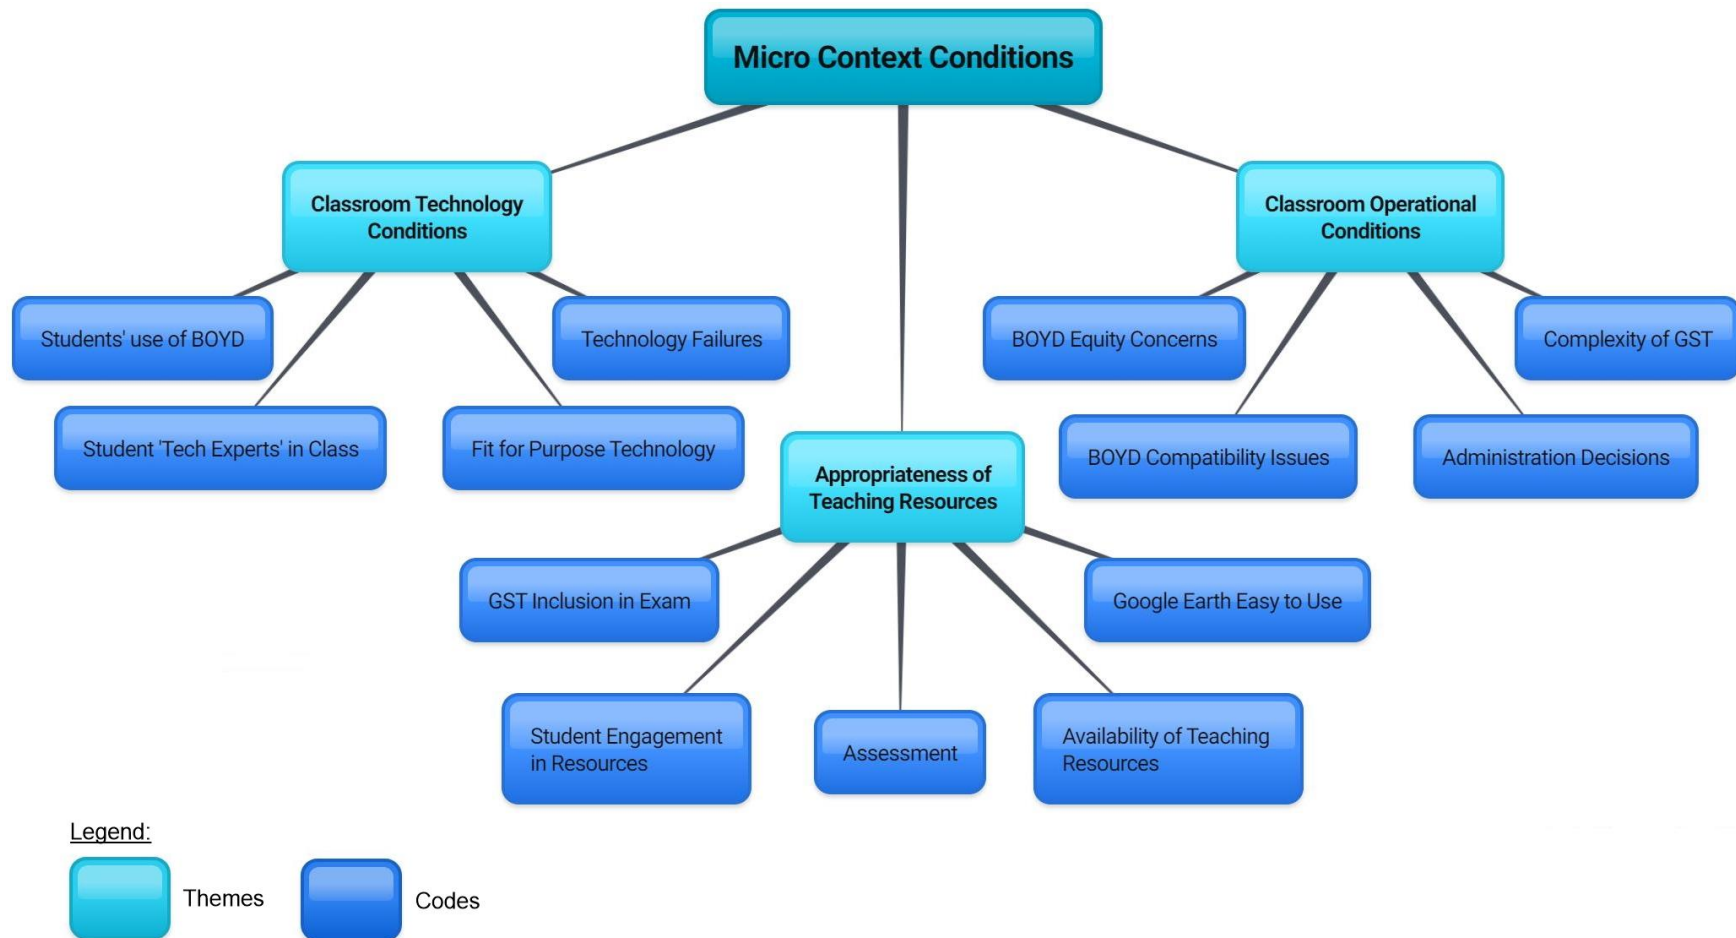 Micro Context Conditions
Classroom Technology
Conditions
Classroom Operational
Conditions
Students' use of BOYD
Technology Failures
BOYD Equity Concerns
Complexity of GST
Student 'Tech Experts' in Class
Fit for Purpose Technology
BOYD Compatibility Issues
Administration Decisions
Appropriateness of
Teaching Resources
GST Inclusion in Exam
Google Earth Easy to Use
Student Engagement
in Resources
Assessment
Availability of Teaching
Resources
Legend:
Themes
Codes